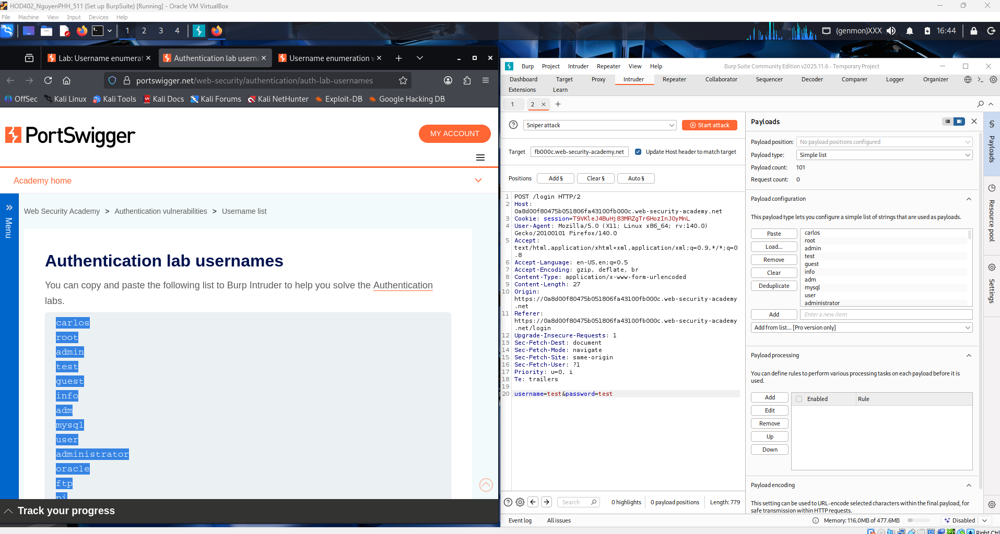 HOD402_NguyenPHH_511 (Set up BurpSuite) [Running] - Oracle VM VirtualBox
File Machine View Input Devices Help
1 2 3 4
(genmon)XXX 16:44
Lab: Username enumerat
Authentication lab usern
Username enumeration v
portswigger.net/web-security/authentication/auth-lab-usernames
OffSec Kali Linux Kali Tools Kali Docs Kali Forums Kali NetHunter Exploit-DB Google Hacking DB
PortSwigger
MY ACCOUNT
Academy home
Menu
Web Security Academy > Authentication vulnerabilities > Username list
Authentication lab usernames
You can copy and paste the following list to Burp Intruder to help you solve the Authentication
labs.
carlos
root
admin
test
guest
info
adm
mysql
user
administrator
oracle
ftp
pi
Track your progress
Burp Project Intruder Repeater View Help
Burp Suite Community Edition v2025.11.6 - Temporary Project
Dashboard Target Proxy Intruder Repeater Collaborator Sequencer Decoder Comparer Logger Organizer
Extensions Learn
1 2
Sniper attack
Start attack
Target fb000c.web-security-academy.net Update Host header to match target
Positions Add § Clear § Auto §
1 POST /login HTTP/2
2 Host:
0a8d00f80475b051806fa43100fb000c.web-security-academy.net
3 Cookie: session=T9VKleJ4BuHj83MRZgTr6HozInJOyMnL
4 User-Agent: Mozilla/5.0 (X11; Linux x86_64; rv:140.0)
Gecko/20100101 Firefox/140.0
5 Accept:
text/html,application/xhtml+xml,application/xml;q=0.9,*/*;q=0
.8
6 Accept-Language: en-US,en;q=0.5
7 Accept-Encoding: gzip, deflate, br
8 Content-Type: application/x-www-form-urlencoded
9 Content-Length: 27
10 Origin:
https://0a8d00f80475b051806fa43100fb000c.web-security-academy
.net
11 Referer:
https://0a8d00f80475b051806fa43100fb000c.web-security-academy
.net/login
12 Upgrade-Insecure-Requests: 1
13 Sec-Fetch-Dest: document
14 Sec-Fetch-Mode: navigate
15 Sec-Fetch-Site: same-origin
16 Sec-Fetch-User: ?1
17 Priority: u=0, i
18 Te: trailers
19
20 username=test&password=test
Search 0 highlights 0 payload positions Length: 779
Payloads
Payload position: No payload positions configured
Payload type: Simple list
Payload count: 101
Request count: 0
Payload configuration
This payload type lets you configure a simple list of strings that are used as payloads.
Paste
Load...
Remove
Clear
Deduplicate
carlos
root
admin
test
guest
info
adm
mysql
user
administrator
Add Enter a new item
Add from list... [Pro version only]
Payload processing
You can define rules to perform various processing tasks on each payload before it is
used.
Add
Edit
Remove
Up
Down
Enabled Rule
Payload encoding
This setting can be used to URL-encode selected characters within the final payload, for
safe transmission within HTTP requests.
Payloads
Resource pool
Settings
Event log All issues
Memory: 116.0MB of 477.6MB Disabled
Right Ctrl